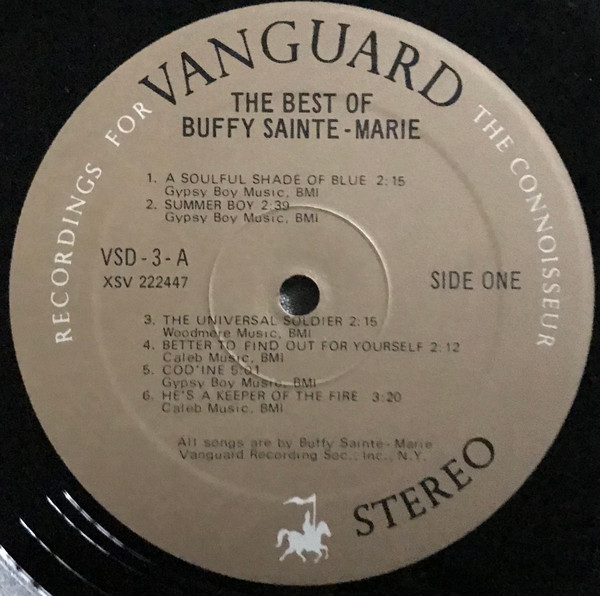 RECORDINGS FOR VANGUARD THE CONNOISSEUR
THE BEST OF
BUFFY SAINTE-MARIE
1. A SOULFUL SHADE OF BLUE 2:15
Gypsy Boy Music, BMI
2. SUMMER BOY 2:39
Gypsy Boy Music, BMI
VSD-3-A
XSV 222447
SIDE ONE
3. THE UNIVERSAL SOLDIER 2:15
Woodmere Music, BMI
4. BETTER TO FIND OUT FOR YOURSELF 2:12
Caleb Music, BMI
5. COD'INE 5:01
Gypsy Boy Music, BMI
6. HE'S A KEEPER OF THE FIRE 3:20
Caleb Music, BMI
All songs are by Buffy Sainte-Marie
Vanguard Recording Soc., Inc., N.Y.
STEREO